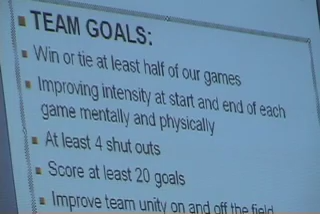 TEAM GOALS:
Win or tie at least half of our games
Improving intensity at start and end of each
game mentally and physically
At least 4 shut outs
Score at least 20 goals
Improve team unity on and off the field